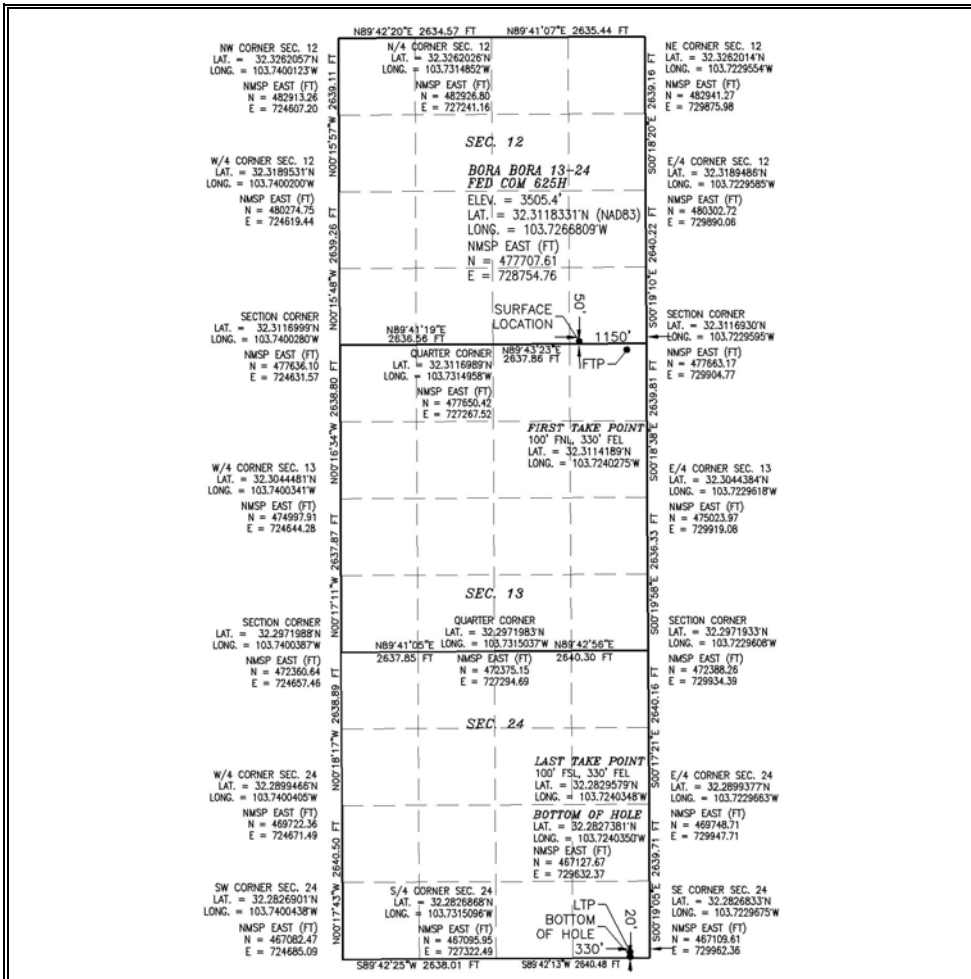 N89°42'20"E 2634.57 FT
N89°41'07"E 2635.44 FT
NW CORNER SEC. 12
LAT. = 32.3262057'N
LONG. = 103.7400123'W
NMSP EAST (FT)
N = 482913.26
E = 724607.20
N/4 CORNER SEC. 12
LAT. = 32.3262026'N
LONG. = 103.7314852'W
NMSP EAST (FT)
N = 482926.80
E = 727241.16
NE CORNER SEC. 12
LAT. = 32.3262014'N
LONG. = 103.7229554'W
NMSP EAST (FT)
N = 482941.27
E = 729875.98
N00°15'57"W 2639.11 FT
S00°18'20"E 2639.16 FT
SEC. 12
W/4 CORNER SEC. 12
LAT. = 32.3189531'N
LONG. = 103.7400200'W
NMSP EAST (FT)
N = 480274.75
E = 724619.44
BORA BORA 13-24
FED COM 625H
ELEV. = 3505.4'
LAT. = 32.3118331'N (NAD83)
LONG. = 103.7266809'W
NMSP EAST (FT)
N = 477707.61
E = 728754.76
E/4 CORNER SEC. 12
LAT. = 32.3189486'N
LONG. = 103.7229585'W
NMSP EAST (FT)
N = 480302.72
E = 729890.06
N00°15'48"W 2639.26 FT
S00°19'10"E 2640.22 FT
SURFACE
LOCATION
50'
1150'
FTP
SECTION CORNER
LAT. = 32.3116999'N
LONG. = 103.7400280'W
NMSP EAST (FT)
N = 477636.10
E = 724631.57
N89°41'19"E
2636.56 FT
N89°43'23"E
2637.86 FT
QUARTER CORNER
LAT. = 32.3116989'N
LONG. = 103.7314958'W
NMSP EAST (FT)
N = 477650.42
E = 727267.52
SECTION CORNER
LAT. = 32.3116930'N
LONG. = 103.7229595'W
NMSP EAST (FT)
N = 477663.17
E = 729904.77
N00°16'34"W 2638.80 FT
S00°18'38"E 2639.81 FT
FIRST TAKE POINT
100' FNL, 330' FEL
LAT. = 32.3114189'N
LONG. = 103.7240275'W
W/4 CORNER SEC. 13
LAT. = 32.3044481'N
LONG. = 103.7400341'W
NMSP EAST (FT)
N = 474997.91
E = 724644.28
E/4 CORNER SEC. 13
LAT. = 32.3044384'N
LONG. = 103.7229618'W
NMSP EAST (FT)
N = 475023.97
E = 729919.08
N00°17'11"W 2637.87 FT
S00°19'58"E 2636.33 FT
SEC. 13
SECTION CORNER
LAT. = 32.2971988'N
LONG. = 103.7400387'W
NMSP EAST (FT)
N = 472360.64
E = 724657.46
N89°41'05"E
2637.85 FT
QUARTER CORNER
LAT. = 32.2971983'N
LONG. = 103.7315037'W
NMSP EAST (FT)
N = 472375.15
E = 727294.69
N89°42'56"E
2640.30 FT
SECTION CORNER
LAT. = 32.2971933'N
LONG. = 103.7229608'W
NMSP EAST (FT)
N = 472388.26
E = 729934.39
N00°18'17"W 2638.89 FT
S00°17'21"E 2640.16 FT
SEC. 24
LAST TAKE POINT
100' FSL, 330' FEL
LAT. = 32.2829579'N
LONG. = 103.7240348'W
BOTTOM OF HOLE
LAT. = 32.2827381'N
LONG. = 103.7240350'W
NMSP EAST (FT)
N = 467127.67
E = 729632.37
W/4 CORNER SEC. 24
LAT. = 32.2899466'N
LONG. = 103.7400405'W
NMSP EAST (FT)
N = 469722.36
E = 724671.49
E/4 CORNER SEC. 24
LAT. = 32.2899377'N
LONG. = 103.7229663'W
NMSP EAST (FT)
N = 469748.71
E = 729947.71
N00°17'43"W 2640.50 FT
S00°19'05"E 2639.71 FT
SW CORNER SEC. 24
LAT. = 32.2826901'N
LONG. = 103.7400438'W
NMSP EAST (FT)
N = 467082.47
E = 724685.09
S/4 CORNER SEC. 24
LAT. = 32.2826868'N
LONG. = 103.7315096'W
NMSP EAST (FT)
N = 467095.95
E = 727322.49
LTP
BOTTOM
OF HOLE
330'
20'
SE CORNER SEC. 24
LAT. = 32.2826833'N
LONG. = 103.7229675'W
NMSP EAST (FT)
N = 467109.61
E = 729962.36
S89°42'25"W 2638.01 FT
S89°42'13"W 2640.48 FT